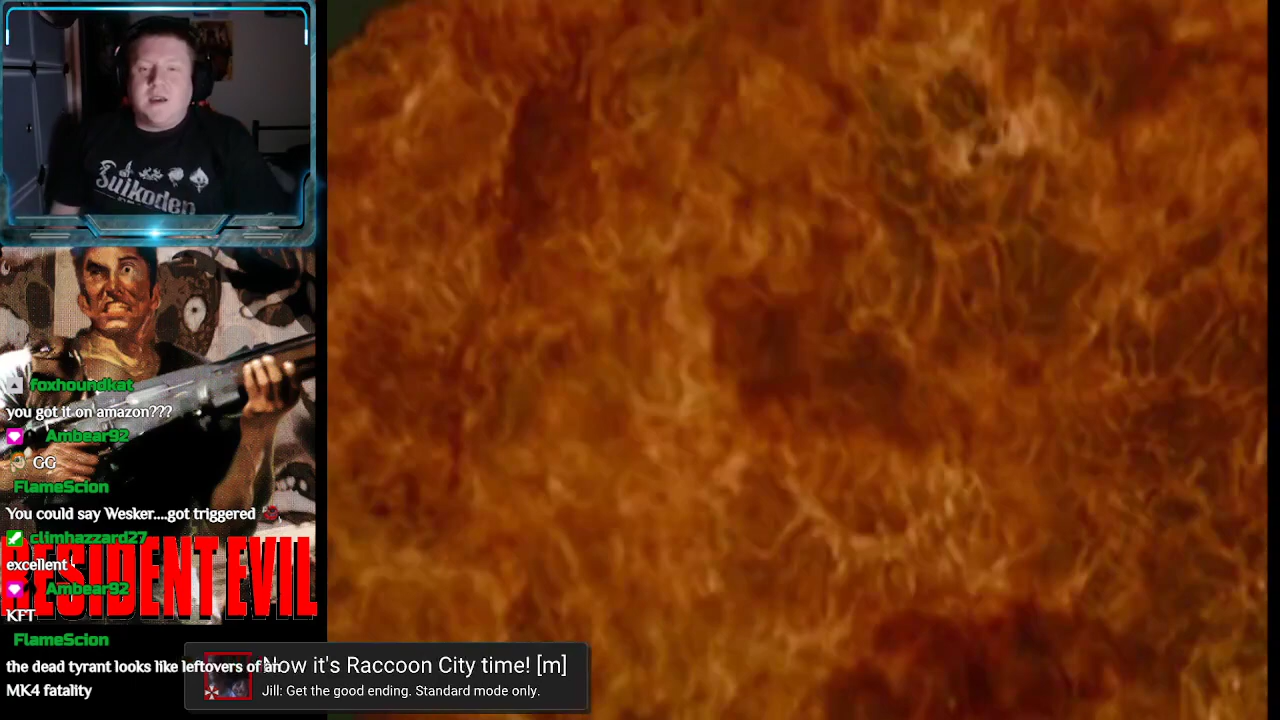 Suikoden
foxhoundkat
you got it on amazon???
Ambear92
GG
FlameScion
You could say Wesker....got triggered
climhazzard27
excellent
Ambear92
KFT
FlameScion
the dead tyrant looks like leftovers of an
MK4 fatality
RESIDENT EVIL
Now it's Raccoon City time! [m]
Jill: Get the good ending. Standard mode only.